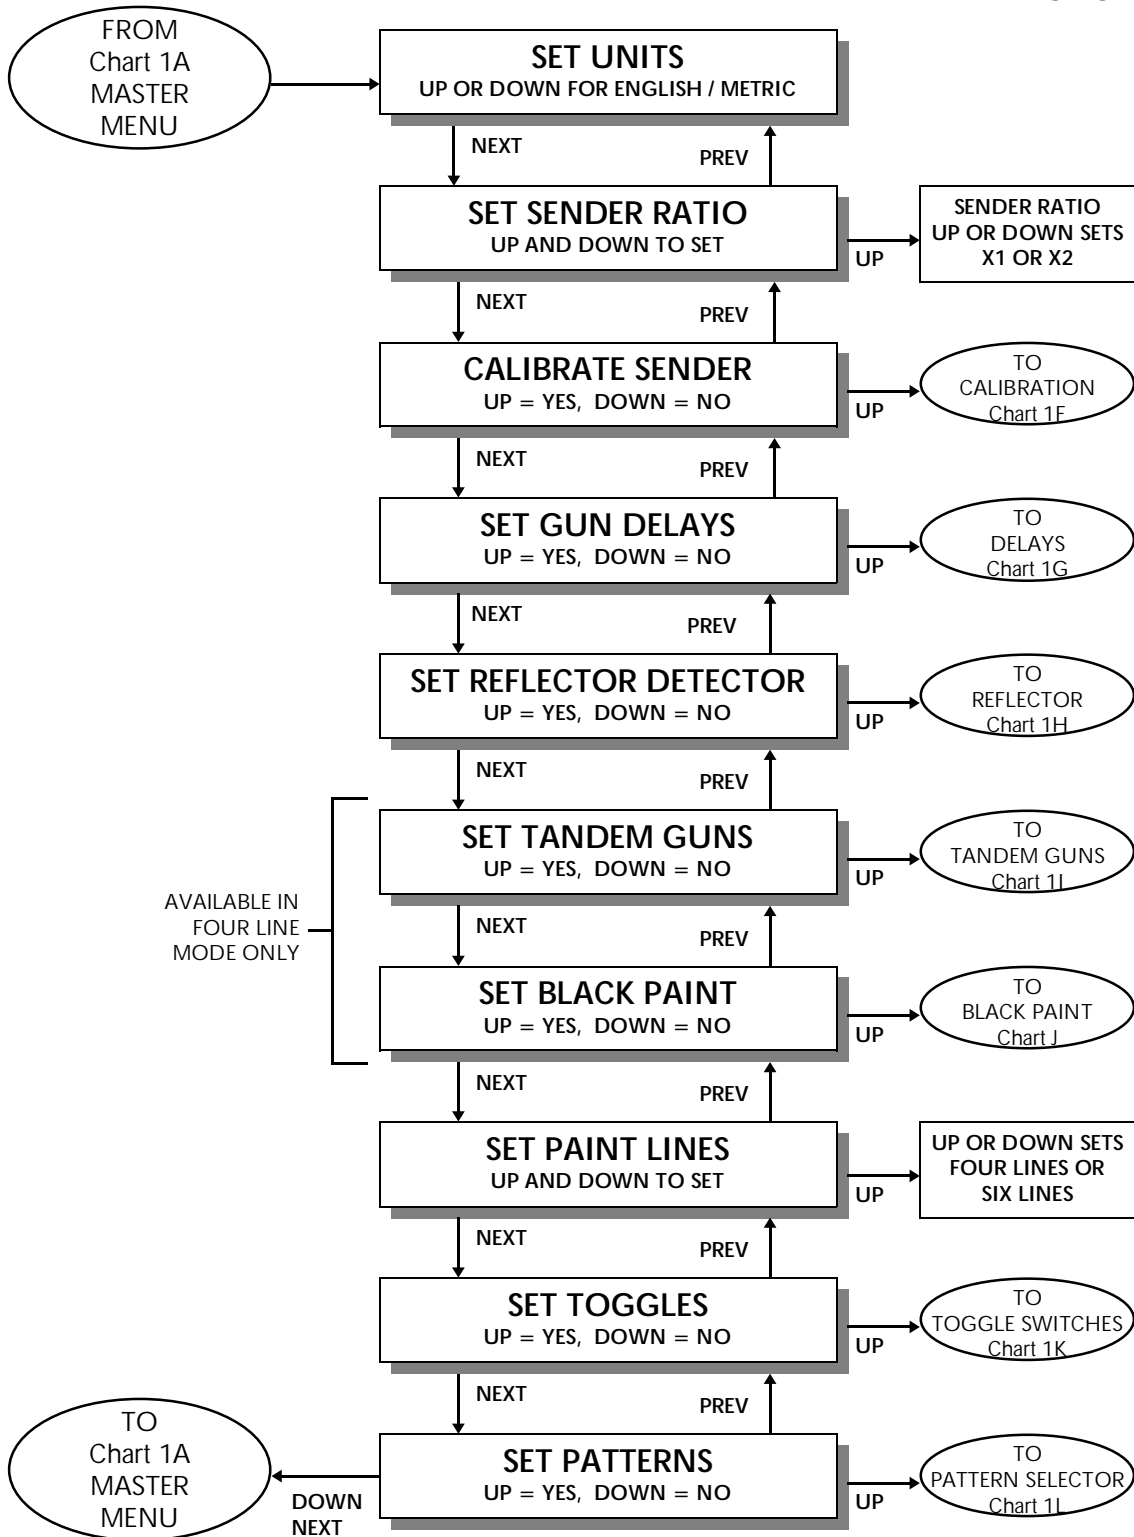 FROM
Chart 1A
MASTER
MENU
SET UNITS
UP OR DOWN FOR ENGLISH / METRIC
NEXT
PREV
SET SENDER RATIO
UP AND DOWN TO SET
UP
SENDER RATIO
UP OR DOWN SETS
X1 OR X2
NEXT
PREV
CALIBRATE SENDER
UP = YES, DOWN = NO
UP
TO
CALIBRATION
Chart 1F
NEXT
PREV
SET GUN DELAYS
UP = YES, DOWN = NO
UP
TO
DELAYS
Chart 1G
NEXT
PREV
SET REFLECTOR DETECTOR
UP = YES, DOWN = NO
UP
TO
REFLECTOR
Chart 1H
NEXT
PREV
AVAILABLE IN
FOUR LINE
MODE ONLY
SET TANDEM GUNS
UP = YES, DOWN = NO
UP
TO
TANDEM GUNS
Chart 1I
NEXT
PREV
SET BLACK PAINT
UP = YES, DOWN = NO
UP
TO
BLACK PAINT
Chart J
NEXT
PREV
SET PAINT LINES
UP AND DOWN TO SET
UP
UP OR DOWN SETS
FOUR LINES OR
SIX LINES
NEXT
PREV
SET TOGGLES
UP = YES, DOWN = NO
UP
TO
TOGGLE SWITCHES
Chart 1K
NEXT
PREV
SET PATTERNS
UP = YES, DOWN = NO
UP
TO
PATTERN SELECTOR
Chart 1L
DOWN
NEXT
TO
Chart 1A
MASTER
MENU